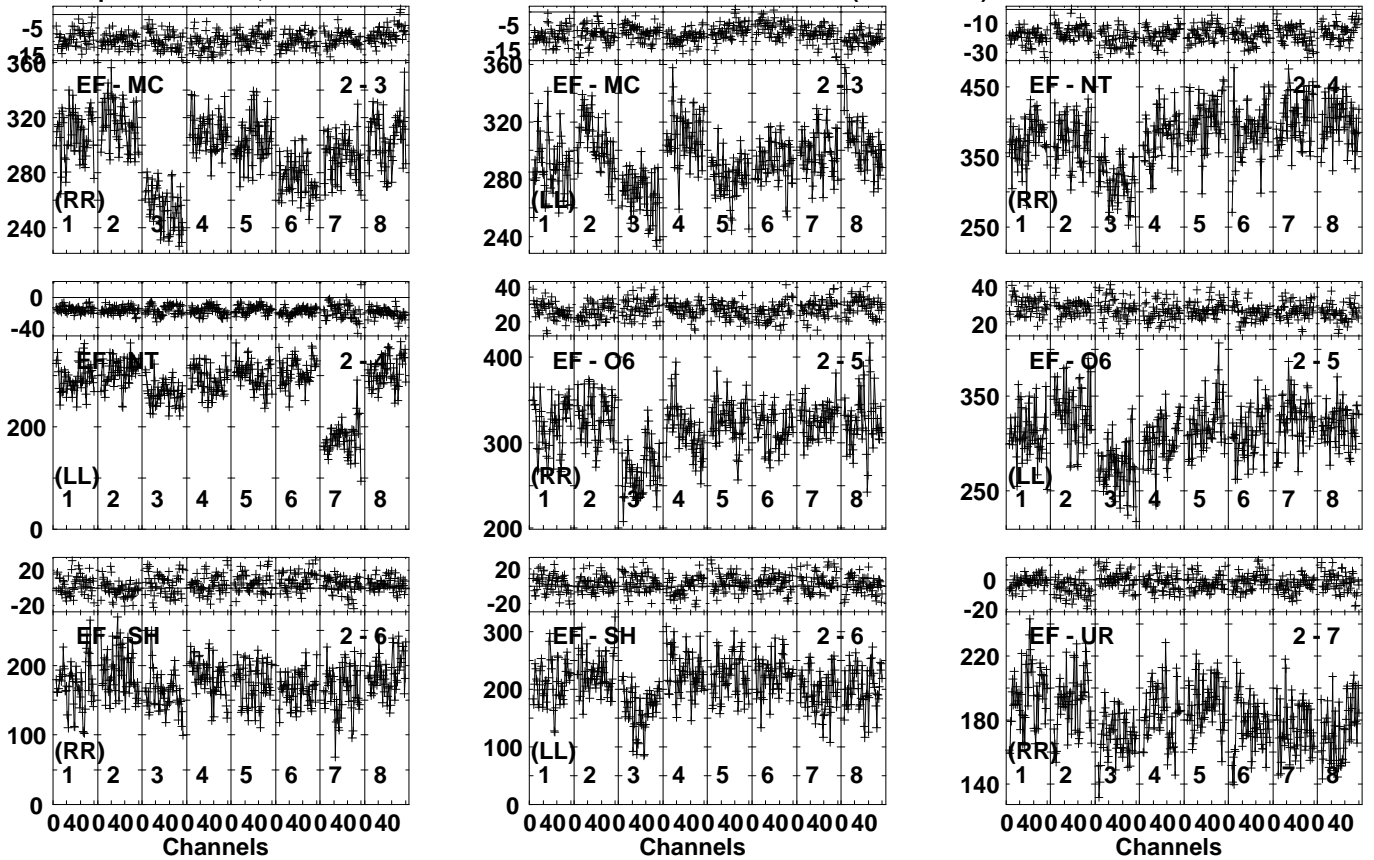 -5
-15
360
EF - MC 2 - 3
320
280
(RR)
240
1 2 3 4 5 6 7 8
-5
-15
360
EF - MC 2 - 3
320
280
(LL)
240
1 2 3 4 5 6 7 8
-10
-30
450
EF - NT 2 - 4
350
(RR)
250
1 2 3 4 5 6 7 8
0
-40
EF - NT 2 - 4
200
(LL)
1 2 3 4 5 6 7 8
0
40
20
400
EF - O6 2 - 5
300
(RR)
1 2 3 4 5 6 7 8
200
40
20
EF - O6 2 - 5
350
(LL)
250
1 2 3 4 5 6 7 8
20
-20
EF - SH 2 - 6
200
100
(RR)
1 2 3 4 5 6 7 8
0
0 40 0 40 0 40 0 40 0 40 0 40 0 40 0 40
Channels
20
-20
300
EF - SH 2 - 6
200
100
(LL)
1 2 3 4 5 6 7 8
0
0 40 0 40 0 40 0 40 0 40 0 40 0 40 0 40
Channels
0
-20
EF - UR 2 - 7
220
180
(RR)
140
1 2 3 4 5 6 7 8
0 40 0 40 0 40 0 40 0 40 0 40 0 40 0 40
Channels